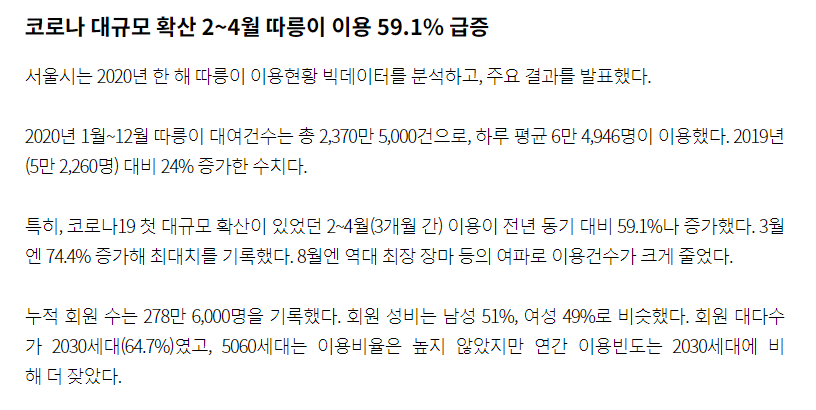 코로나 대규모 확산 2~4월 따릉이 이용 59.1% 급증
서울시는 2020년 한 해 따릉이 이용현황 빅데이터를 분석하고, 주요 결과를 발표했다.
2020년 1월~12월 따릉이 대여건수는 총 2,370만 5,000건으로, 하루 평균 6만 4,946명이 이용했다. 2019년
(5만 2,260명) 대비 24% 증가한 수치다.
특히, 코로나19 첫 대규모 확산이 있었던 2~4월(3개월 간) 이용이 전년 동기 대비 59.1%나 증가했다. 3월
엔 74.4% 증가해 최대치를 기록했다. 8월엔 역대 최장 장마 등의 여파로 이용건수가 크게 줄었다.
누적 회원 수는 278만 6,000명을 기록했다. 회원 성비는 남성 51%, 여성 49%로 비슷했다. 회원 대다수
가 2030세대(64.7%)였고, 5060세대는 이용비율은 높지 않았지만 연간 이용빈도는 2030세대에 비
해 더 잦았다.